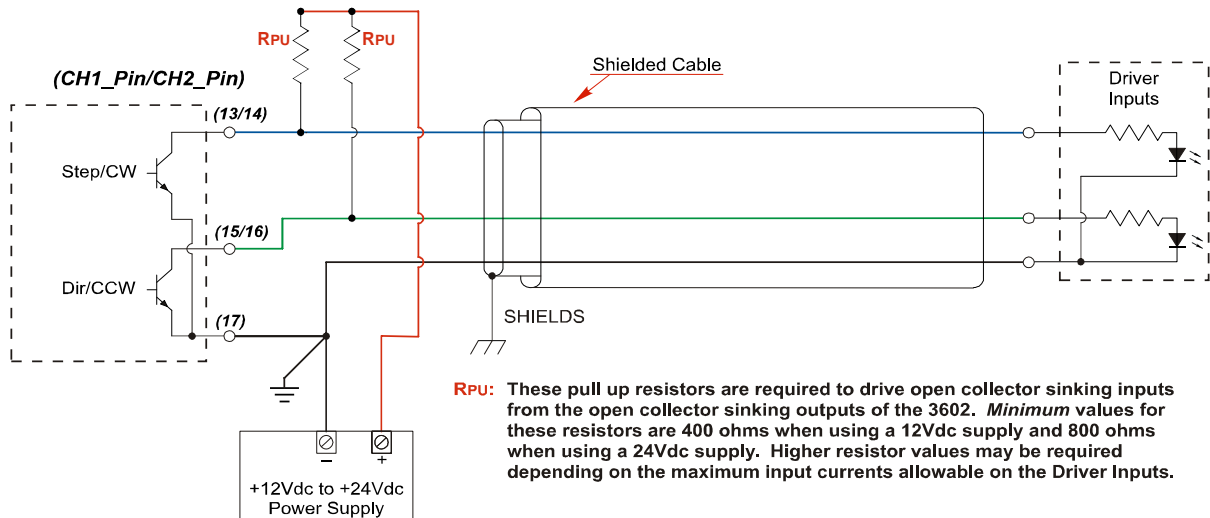 RPU
RPU
(CH1_Pin/CH2_Pin)
Shielded Cable
Driver
Inputs
(13/14)
Step/CW
(15/16)
Dir/CCW
(17)
SHIELDS
RPU: These pull up resistors are required to drive open collector sinking inputs
from the open collector sinking outputs of the 3602. Minimum values for
these resistors are 400 ohms when using a 12Vdc supply and 800 ohms
when using a 24Vdc supply. Higher resistor values may be required
depending on the maximum input currents allowable on the Driver Inputs.
– +
+12Vdc to +24Vdc
Power Supply